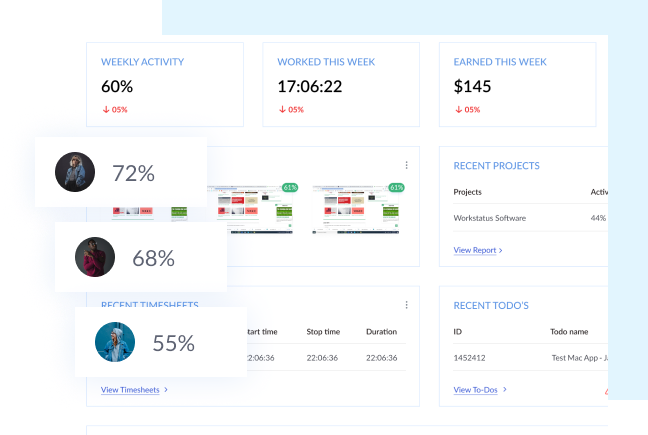 WEEKLY ACTIVITY
60%
05%
WORKED THIS WEEK
17:06:22
05%
EARNED THIS WEEK
$145
05%
72%
68%
55%
61%
61%
RECENT PROJECTS
Projects
Activ
Workstatus Software
44%
View Report >
RECENT TIMESHEETS
tart time
Stop time
Duration
2:06:36
22:06:36
22:06:36
View Timesheets >
RECENT TODO'S
ID
Todo name
1452412
Test Mac App - Ja
View To-Dos >